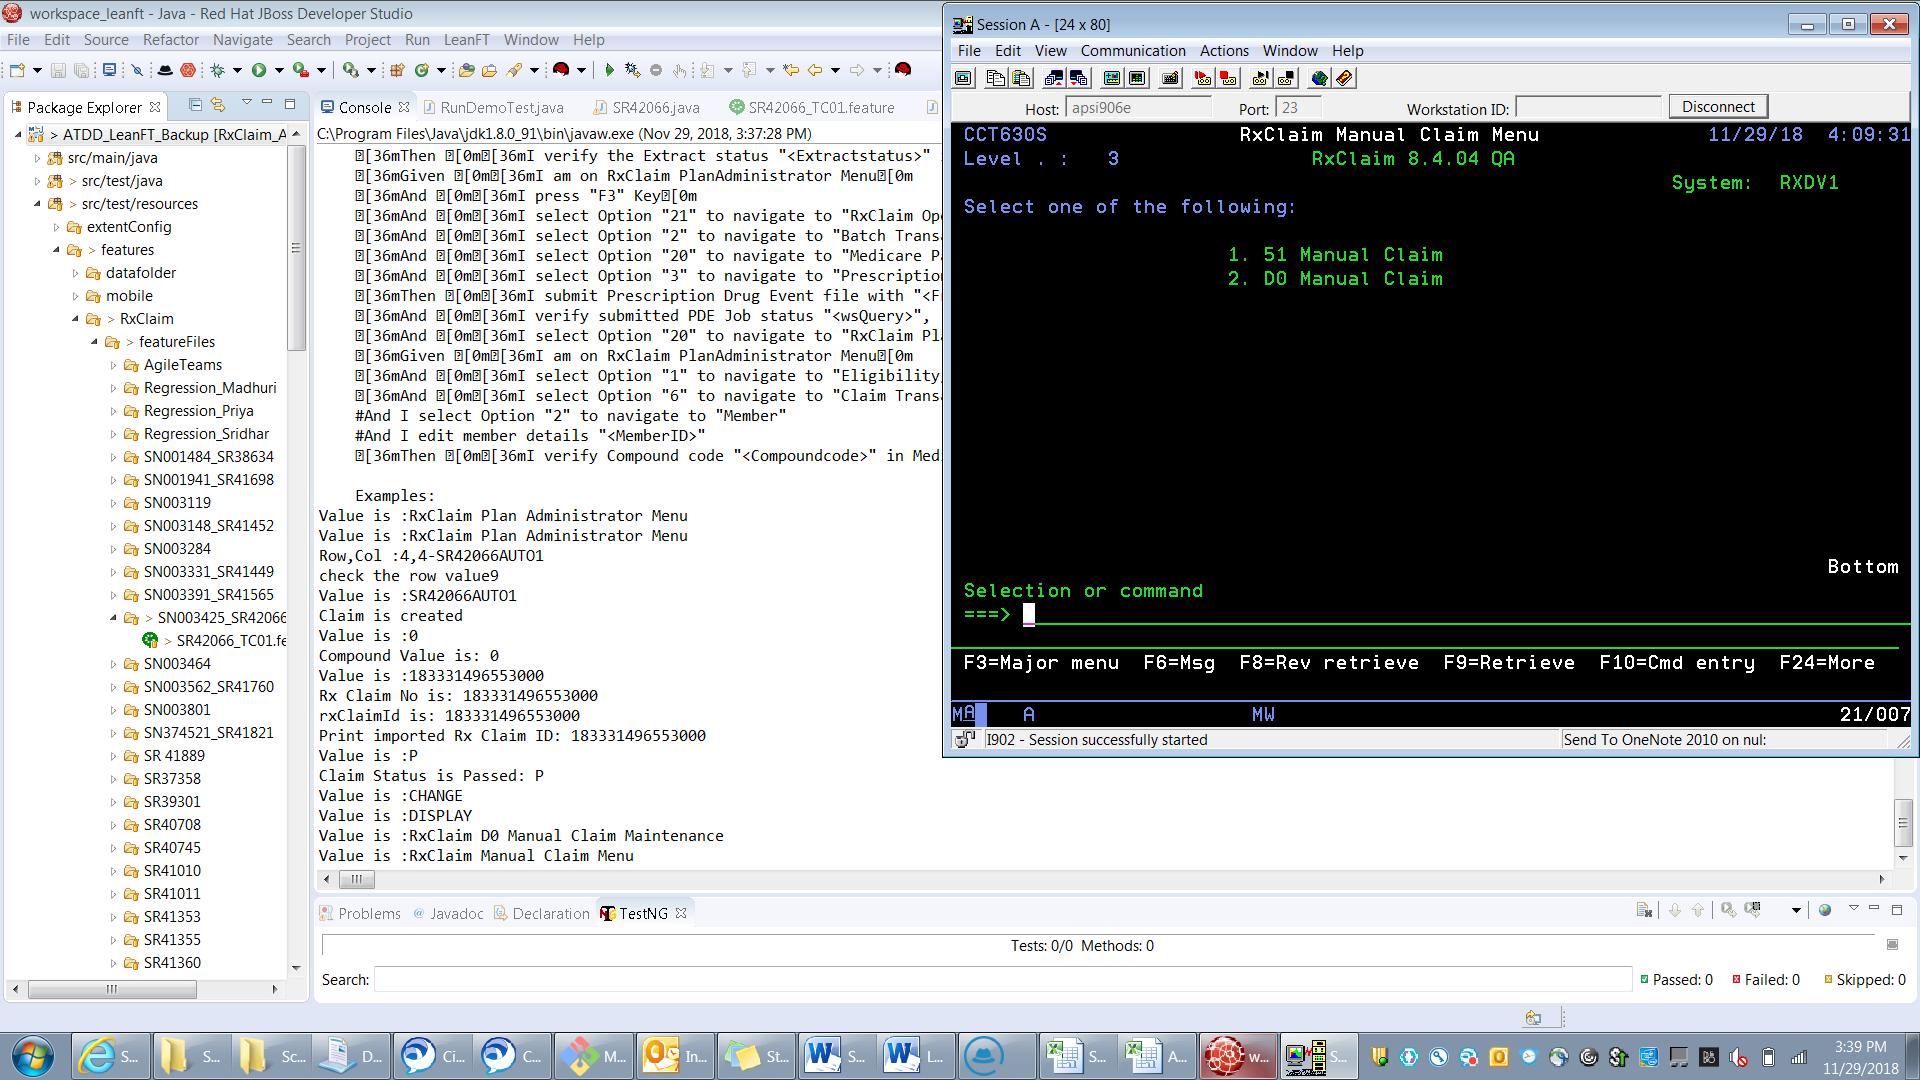 workspace_leanft - Java - Red Hat JBoss Developer Studio
File Edit Source Refactor Navigate Search Project Run LeanFT Window Help
Package Explorer
> ATDD_LeanFT_Backup [RxClaim_A
src/main/java
> src/test/java
> src/test/resources
extentConfig
> features
datafolder
mobile
> RxClaim
> featureFiles
AgileTeams
Regression_Madhuri
Regression_Priya
Regression_Sridhar
SN001484_SR38634
SN001941_SR41698
SN003119
SN003148_SR41452
SN003284
SN003331_SR41449
SN003391_SR41565
> SN003425_SR42066
> SR42066_TC01.fe
SN003464
SN003562_SR41760
SN003801
SN374521_SR41821
SR 41889
SR37358
SR39301
SR40708
SR40745
SR41010
SR41011
SR41353
SR41355
SR41360
Console RunDemoTest.java SR42066.java SR42066_TC01.feature
C:\Program Files\Java\jdk1.8.0_91\bin\javaw.exe (Nov 29, 2018, 3:37:28 PM)
[36mThen [0m[36mI verify the Extract status "<Extractstatus>"
[36mGiven [0m[36mI am on RxClaim PlanAdministrator Menu[0m
[36mAnd [0m[36mI press "F3" Key[0m
[36mAnd [0m[36mI select Option "21" to navigate to "RxClaim Ope
[36mAnd [0m[36mI select Option "2" to navigate to "Batch Transa
[36mAnd [0m[36mI select Option "20" to navigate to "Medicare Pa
[36mAnd [0m[36mI select Option "3" to navigate to "Prescription
[36mThen [0m[36mI submit Prescription Drug Event file with "<F
[36mAnd [0m[36mI verify submitted PDE Job status "<wsQuery>",
[36mAnd [0m[36mI select Option "20" to navigate to "RxClaim Pl
[36mGiven [0m[36mI am on RxClaim PlanAdministrator Menu[0m
[36mAnd [0m[36mI select Option "1" to navigate to "Eligibility
[36mAnd [0m[36mI select Option "6" to navigate to "Claim Transa
#And I select Option "2" to navigate to "Member"
#And I edit member details "<MemberID>"
[36mThen [0m[36mI verify Compound code "<Compoundcode>" in Med
Examples:
Value is :RxClaim Plan Administrator Menu
Value is :RxClaim Plan Administrator Menu
Row,Col :4,4-SR42066AUTO1
check the row value9
Value is :SR42066AUTO1
Claim is created
Value is :0
Compound Value is: 0
Value is :183331496553000
Rx Claim No is: 183331496553000
rxClaimId is: 183331496553000
Print imported Rx Claim ID: 183331496553000
Value is :P
Claim Status is Passed: P
Value is :CHANGE
Value is :DISPLAY
Value is :RxClaim D0 Manual Claim Maintenance
Value is :RxClaim Manual Claim Menu
Problems @ Javadoc Declaration TestNG
Tests: 0/0 Methods: 0
Search: Passed: 0 Failed: 0 Skipped: 0
Session A - [24 x 80]
File Edit View Communication Actions Window Help
Host: apsi906e Port: 23 Workstation ID: Disconnect
CCT630S RxClaim Manual Claim Menu 11/29/18 4:09:31
Level . : 3 RxClaim 8.4.04 QA
System: RXDV1
Select one of the following:
1. 51 Manual Claim
2. D0 Manual Claim
Bottom
Selection or command
===>
F3=Major menu F6=Msg F8=Rev retrieve F9=Retrieve F10=Cmd entry F24=More
MA A MW 21/007
I902 - Session successfully started Send To OneNote 2010 on nul:
S... S... Sc... D... Ci... C... M... In... St... S... L... S... A... w... S...
3:39 PM
11/29/2018